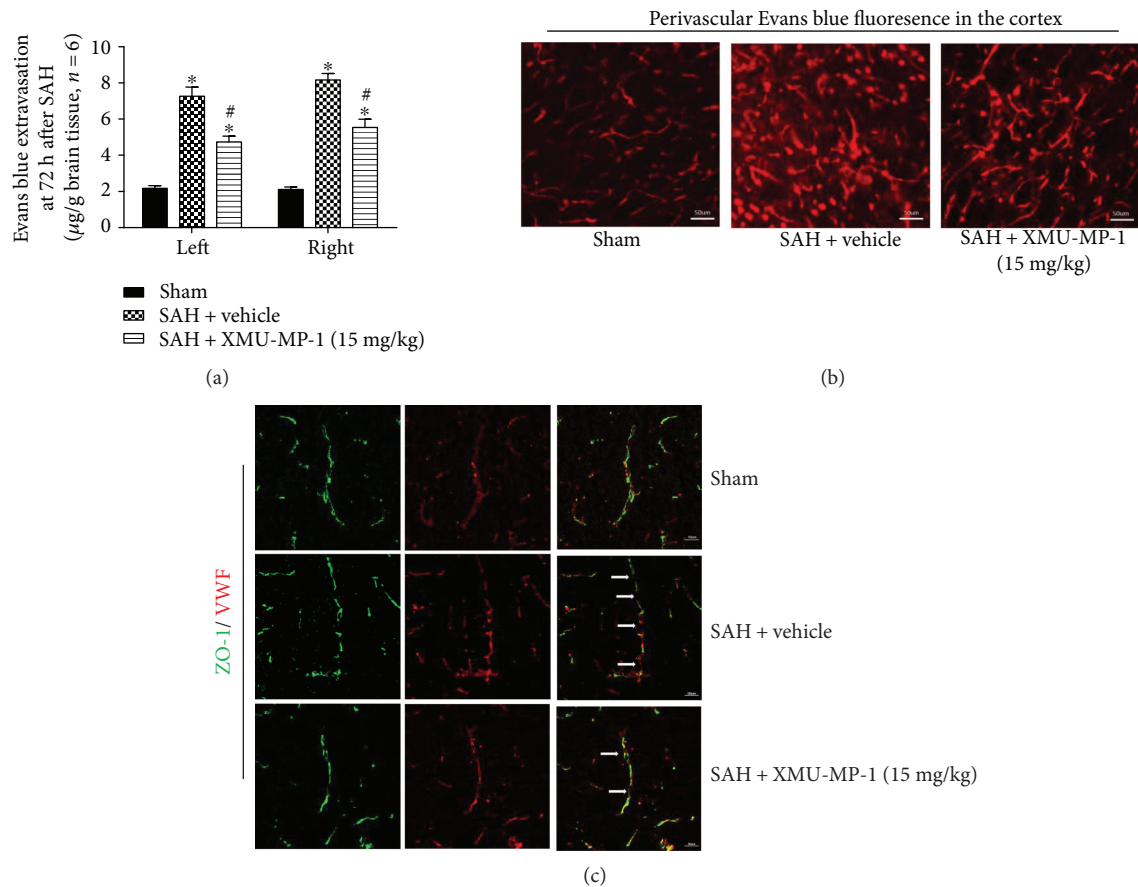 Evans blue extravasation
at 72 h after SAH
(μg/g brain tissue, n = 6)
10
8
6
4
2
0
*
#
*
*
#
*
Left
Right
Sham
SAH + vehicle
SAH + XMU-MP-1 (15 mg/kg)
(a)
Perivascular Evans blue fluoresence in the cortex
50um
50um
50um
Sham
SAH + vehicle
SAH + XMU-MP-1
(15 mg/kg)
(b)
ZO-1/ VWF
Sham
SAH + vehicle
SAH + XMU-MP-1 (15 mg/kg)
(c)